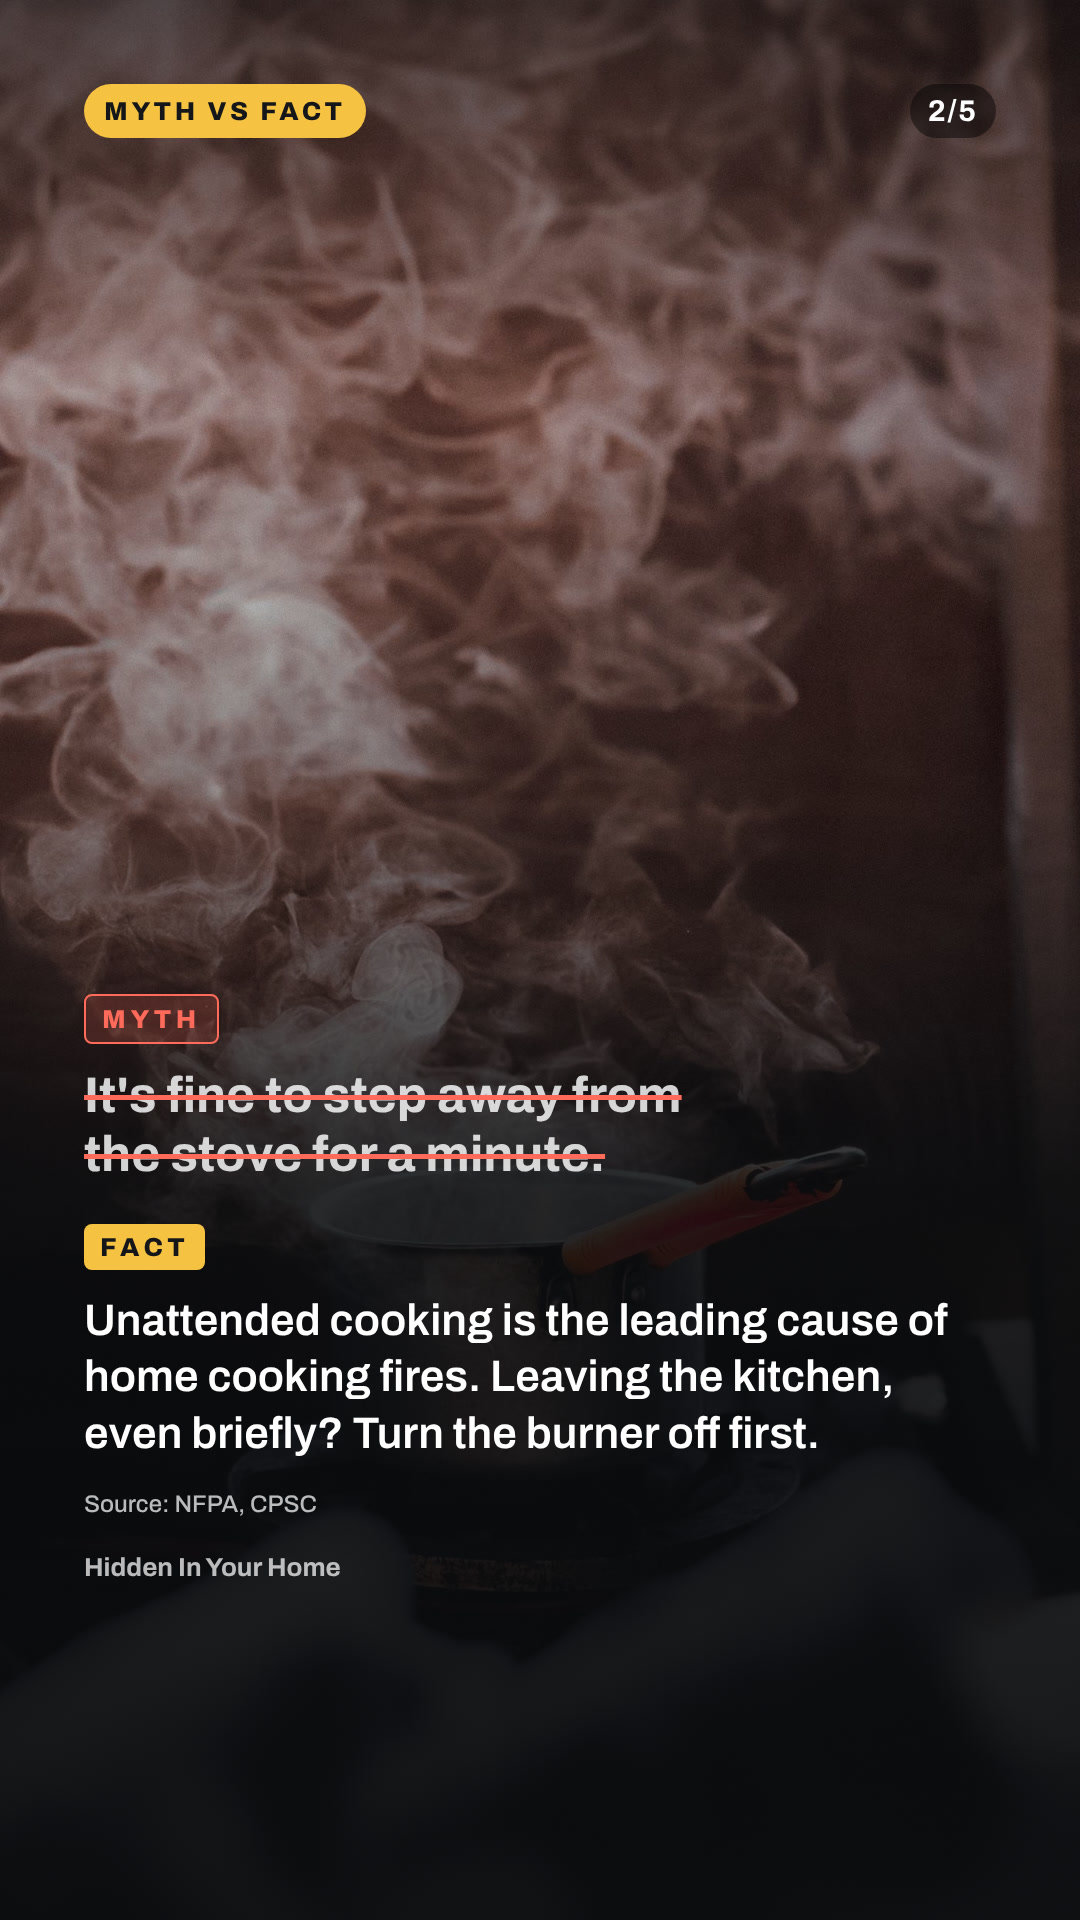 MYTH VS FACT
2/5
MYTH
It's fine to step away from
the stove for a minute.
FACT
Unattended cooking is the leading cause of
home cooking fires. Leaving the kitchen,
even briefly? Turn the burner off first.
Source: NFPA, CPSC
Hidden In Your Home